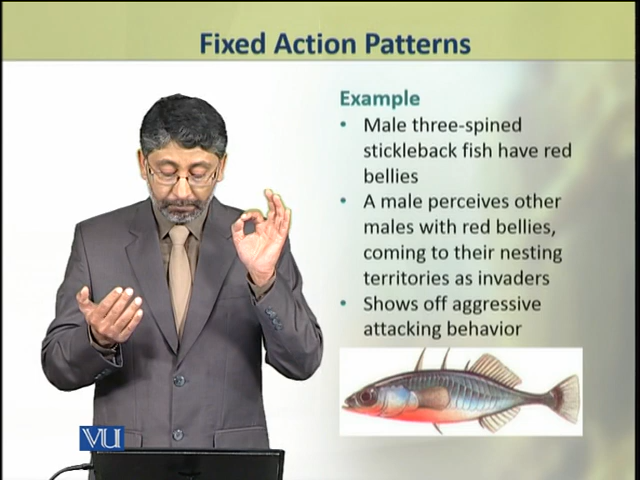 Fixed Action Patterns
Example
• Male three-spined
stickleback fish have red
bellies
• A male perceives other
males with red bellies,
coming to their nesting
territories as invaders
• Shows off aggressive
attacking behavior
VU